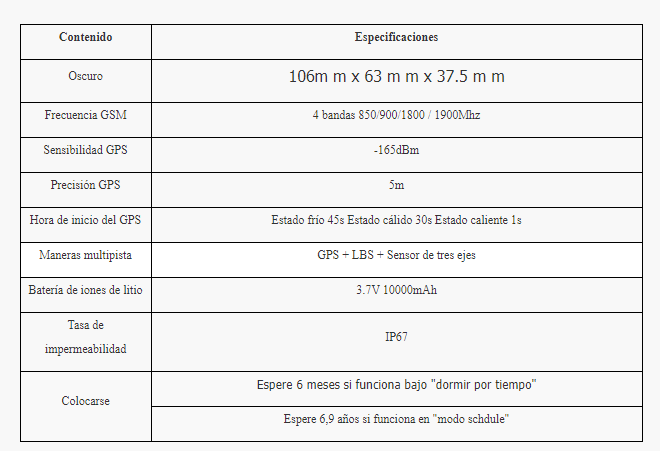 Contenido Especificaciones
Oscuro 106m m x 63 m m x 37.5 m m
Frecuencia GSM 4 bandas 850/900/1800 / 1900Mhz
Sensibilidad GPS -165dBm
Precisión GPS 5m
Hora de inicio del GPS Estado frío 45s Estado cálido 30s Estado caliente 1s
Maneras multipista GPS + LBS + Sensor de tres ejes
Batería de iones de litio 3.7V 10000mAh
Tasa de
impermeabilidad
IP67
Colocarse
Espere 6 meses si funciona bajo "dormir por tiempo"
Espere 6,9 años si funciona en "modo schdule"